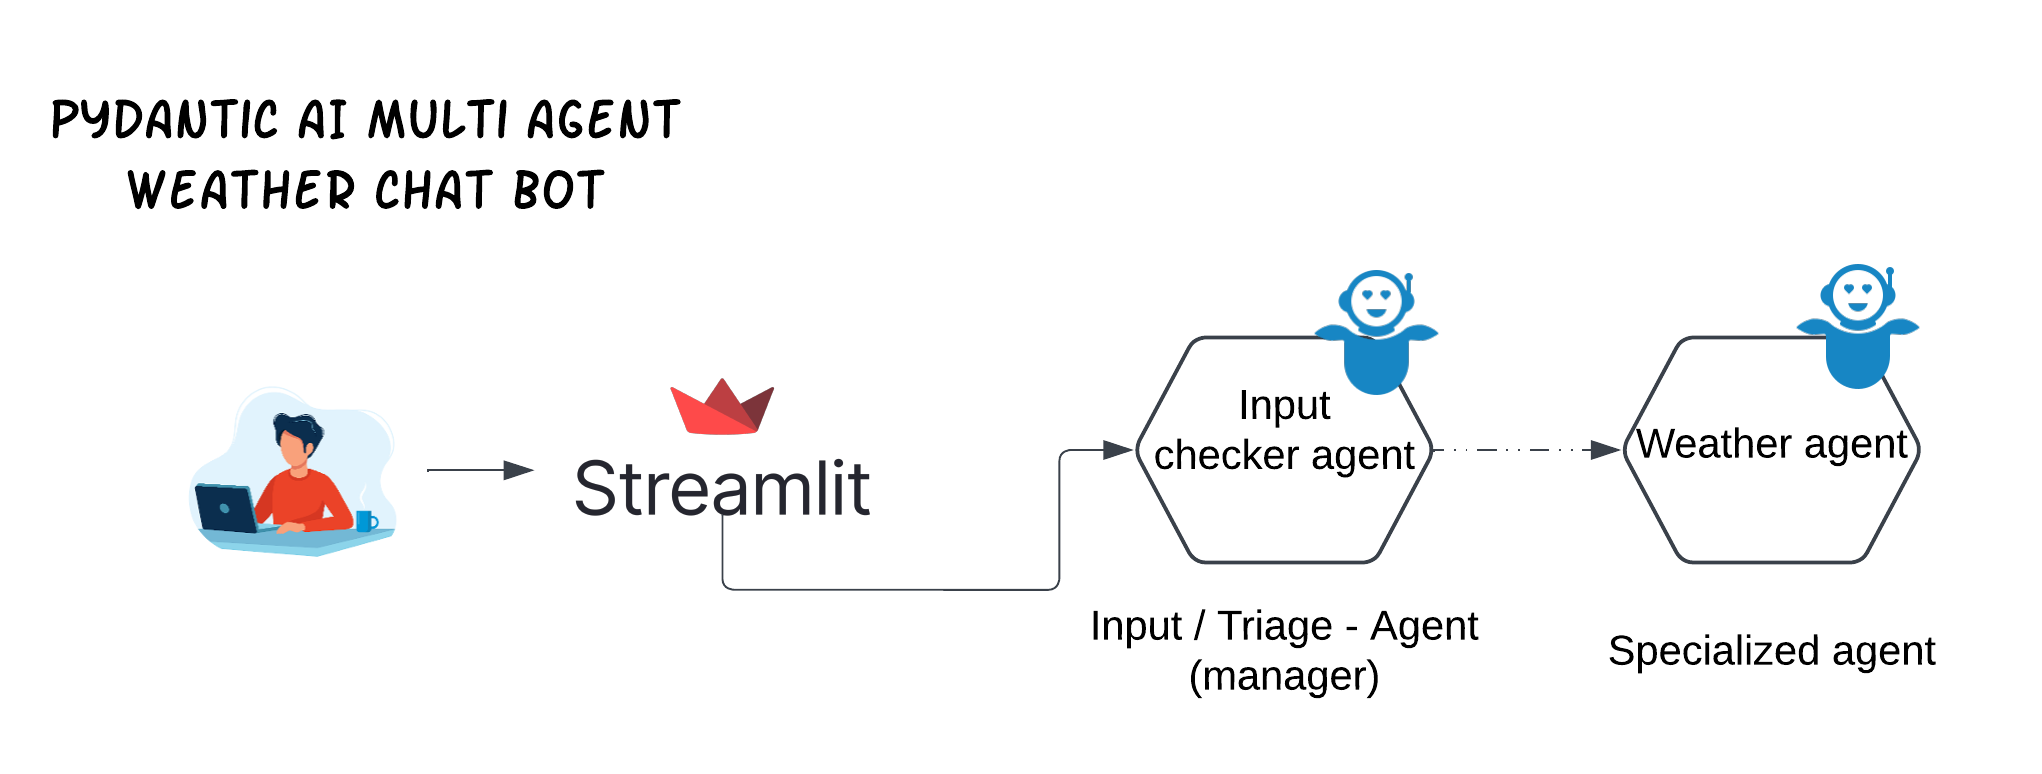 PYDANTIC AI MULTI AGENT
WEATHER CHAT BOT
Streamlit
Input
checker agent
Weather agent
Input / Triage - Agent
(manager)
Specialized agent